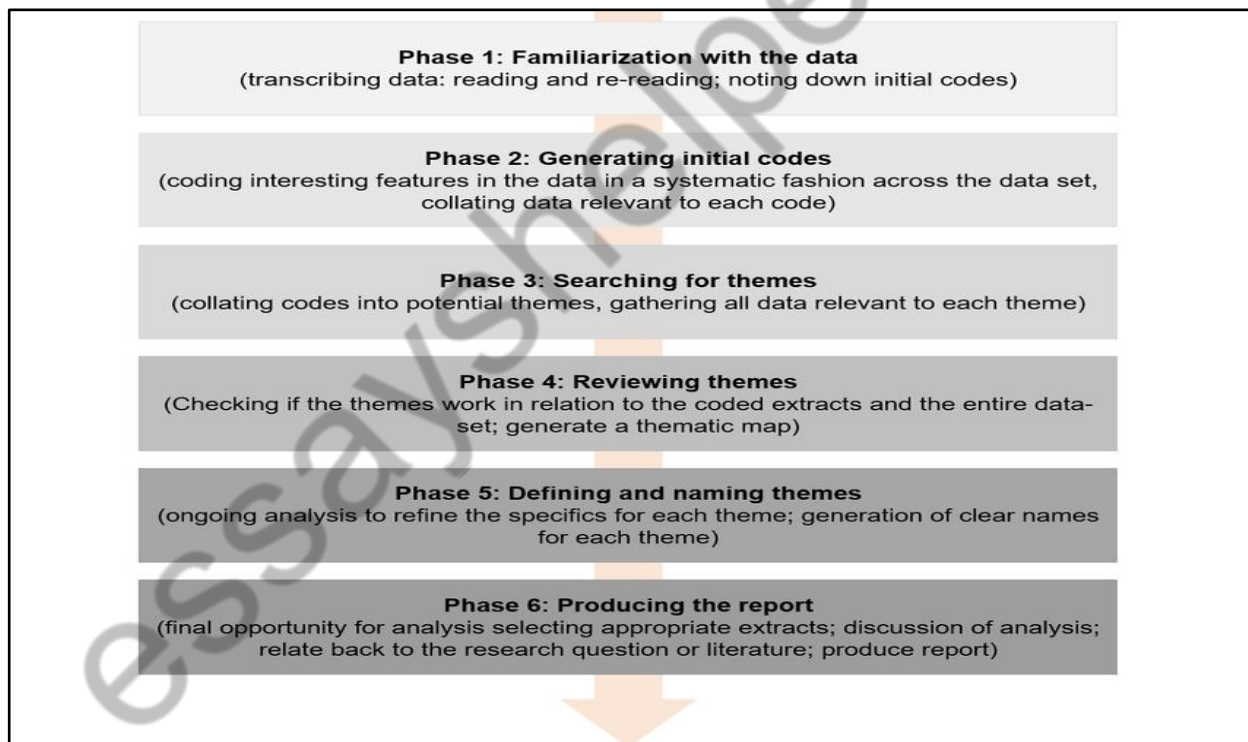 Phase 1: Familiarization with the data
(transcribing data: reading and re-reading; noting down initial codes)
Phase 2: Generating initial codes
(coding interesting features in the data in a systematic fashion across the data set,
collating data relevant to each code)
Phase 3: Searching for themes
(collating codes into potential themes, gathering all data relevant to each theme)
Phase 4: Reviewing themes
(Checking if the themes work in relation to the coded extracts and the entire data-
set; generate a thematic map)
Phase 5: Defining and naming themes
(ongoing analysis to refine the specifics for each theme; generation of clear names
for each theme)
Phase 6: Producing the report
(final opportunity for analysis selecting appropriate extracts; discussion of analysis;
relate back to the research question or literature; produce report)
essayshelpe